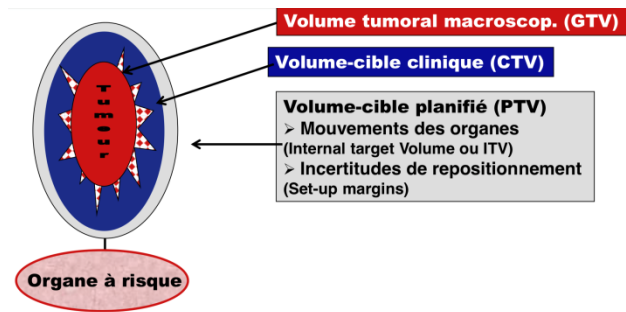 Volume tumoral macroscop. (GTV)
Volume-cible clinique (CTV)
Volume-cible planifié (PTV)
➢ Mouvements des organes
(Internal target Volume ou ITV)
➢ Incertitudes de repositionnement
(Set-up margins)
Tumour
Organe à risque